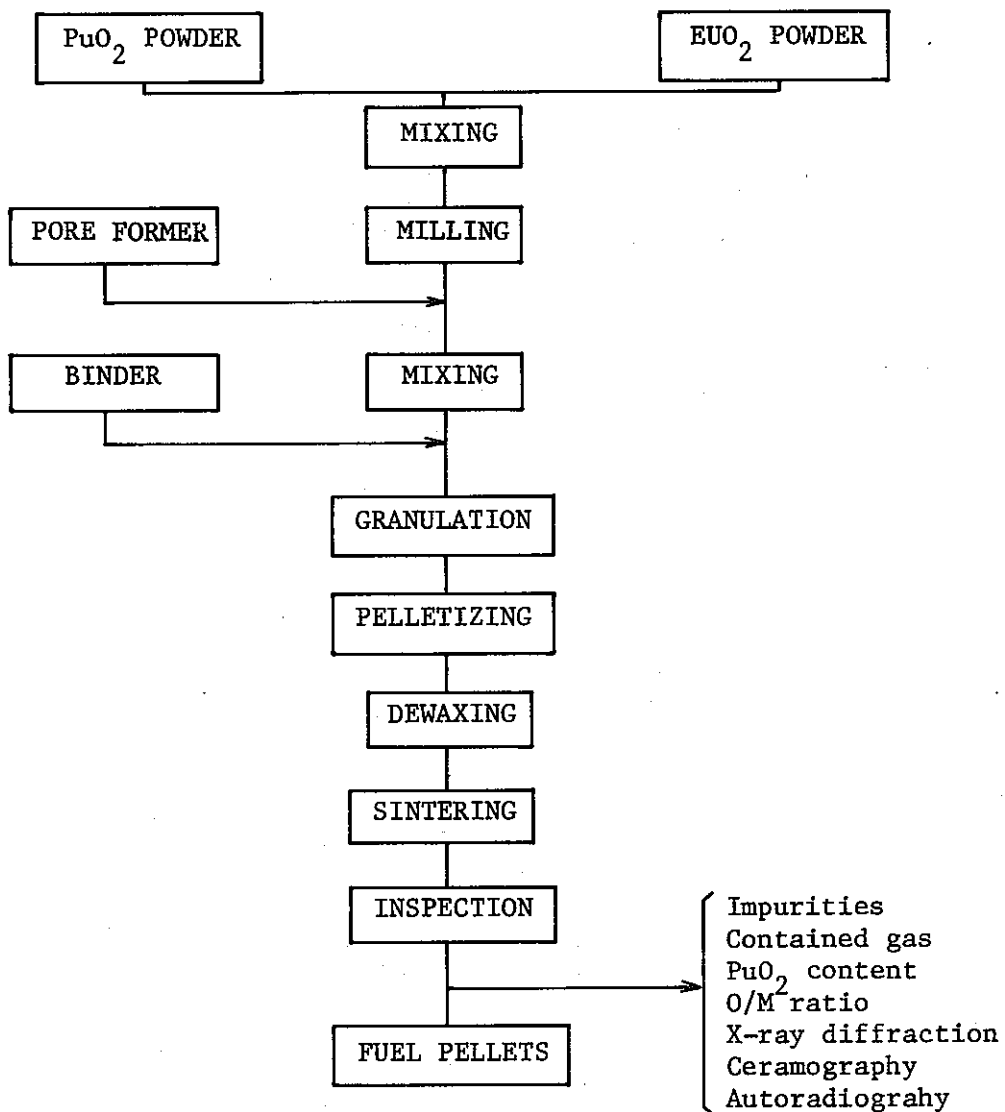 PuO2 POWDER
EUO2 POWDER
MIXING
PORE FORMER
MILLING
BINDER
MIXING
GRANULATION
PELLETIZING
DEWAXING
SINTERING
INSPECTION
Impurities
Contained gas
PuO2 content
O/M ratio
X-ray diffraction
Ceramography
Autoradiograhy
FUEL PELLETS